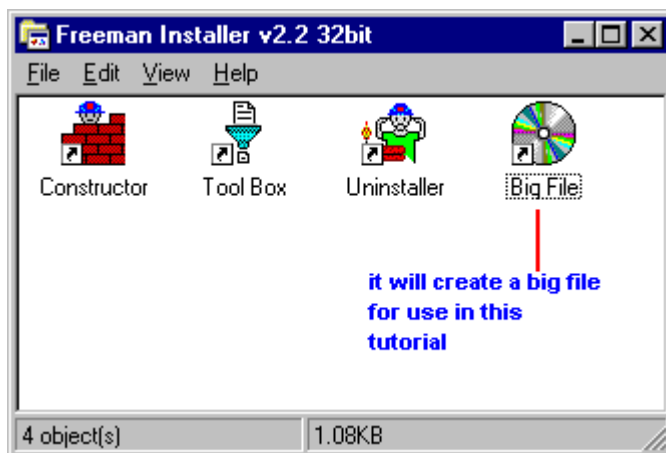 Freeman Installer v2.2 32bit
File Edit View Help
Constructor Tool Box Uninstaller Big File
it will create a big file
for use in this
tutorial
4 object(s) 1.08KB